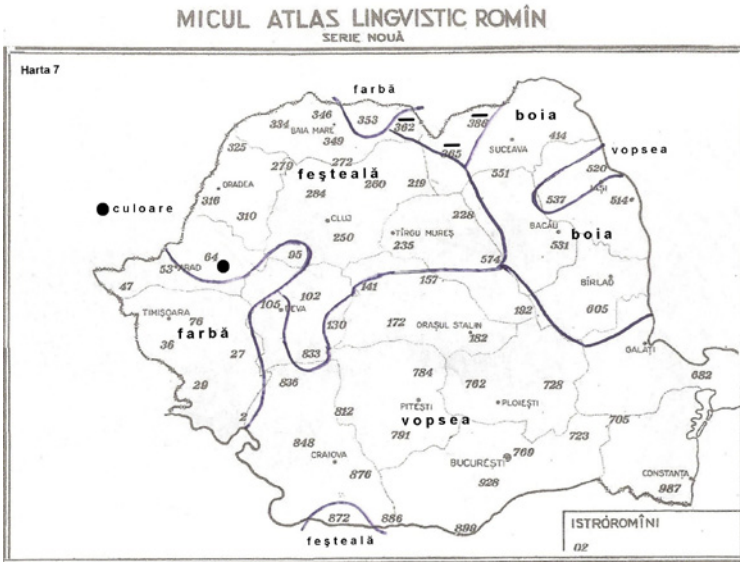 MICUL ATLAS LINGVISTIC ROMÎN
SERIE NOUĂ
Harta 7
farbă
346 353 362 386 boia
334 BAIA MARE 349 365 SUCEAVA 414
325 vopsea
279 272 551 520
feşteală
ORADEA 284 260 219 537 IAŞI 514
316
culoare 310 CLUJ 228 BACĂU boia
250 TÎRGU MUREŞ 531
235
64 95 574
53 ARAD BÎRLAD
47 141 157
105 102 192 605
TIMIŞOARA DEVA
76 130 172 ORAŞUL STALIN
farbă 182
36 GALAŢI
27 833
836 784 762 728 682
29
812 PITEŞTI PLOIEŞTI
2 vopsea 705
848 791 723
CRAIOVA BUCUREŞTI 769
876 928 CONSTANŢA
987
872 886 899 ISTROROMÎNI
feşteală 02